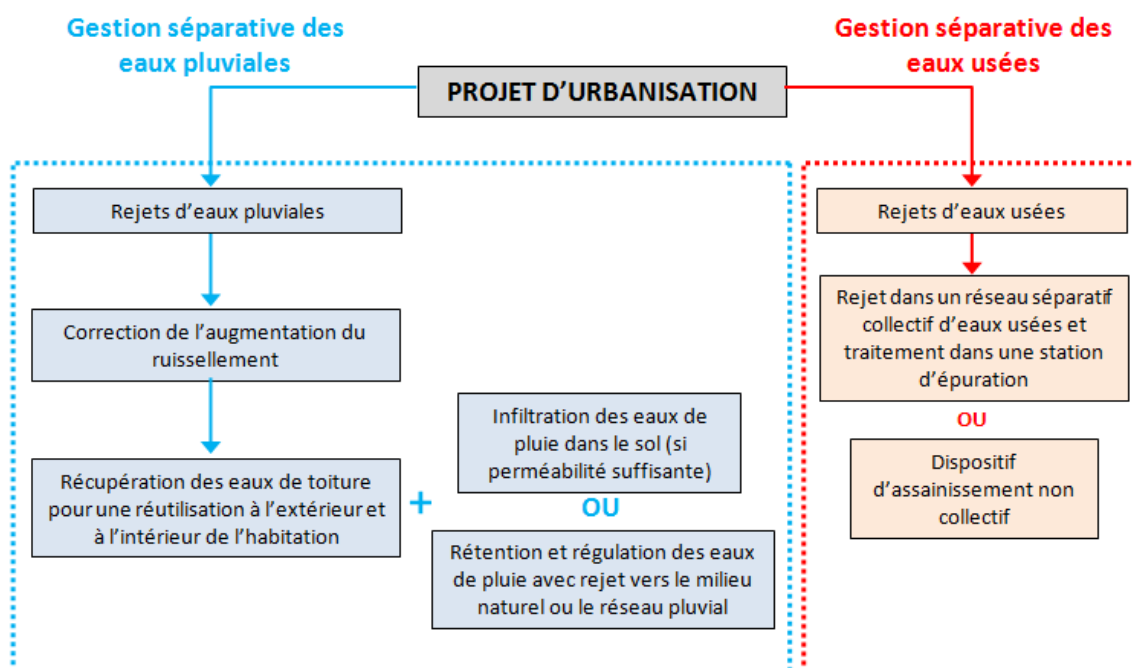 Gestion séparative des
eaux pluviales
PROJET D'URBANISATION
Gestion séparative des
eaux usées
Rejets d'eaux pluviales
Correction de l'augmentation du
ruissellement
Récupération des eaux de toiture
pour une réutilisation à l'extérieur et
à l'intérieur de l'habitation
+
Infiltration des eaux de
pluie dans le sol (si
perméabilité suffisante)
OU
Rétention et régulation des eaux
de pluie avec rejet vers le milieu
naturel ou le réseau pluvial
Rejets d'eaux usées
Rejet dans un réseau séparatif
collectif d'eaux usées et
traitement dans une station
d'épuration
OU
Dispositif
d'assainissement non
collectif